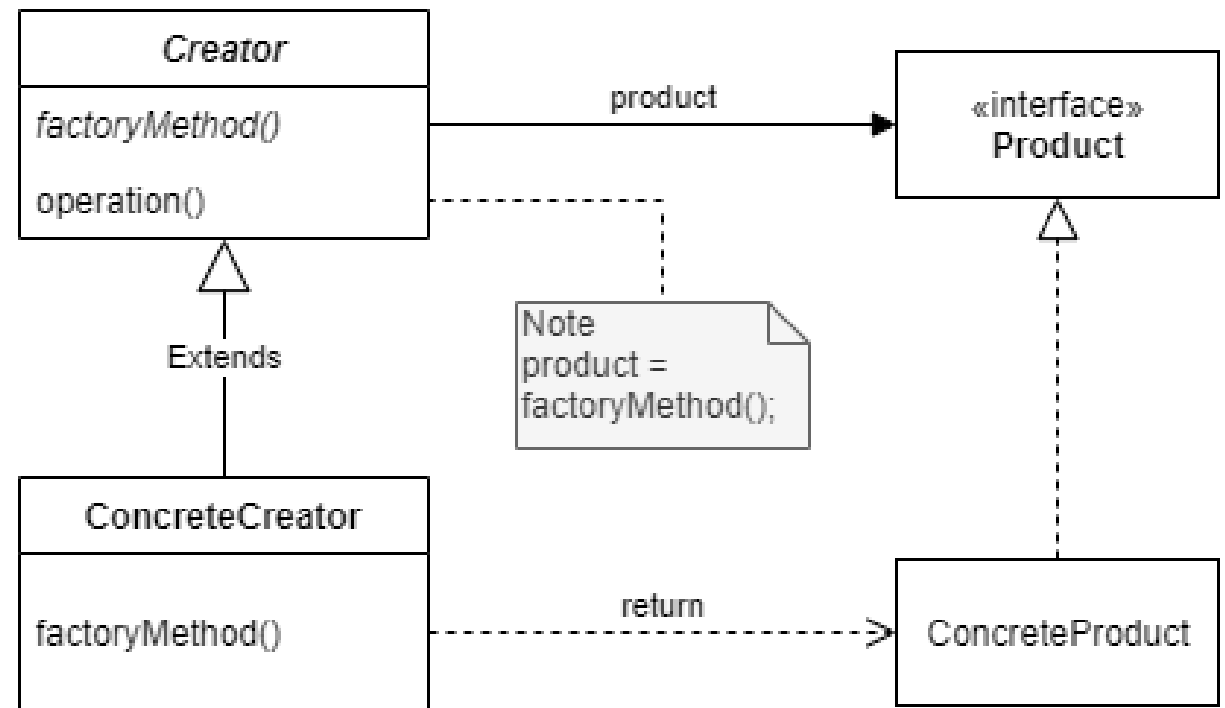 Creator
factoryMethod()
operation()
product
«interface»
Product
Note
product =
factoryMethod();
Extends
ConcreteCreator
factoryMethod()
return
ConcreteProduct